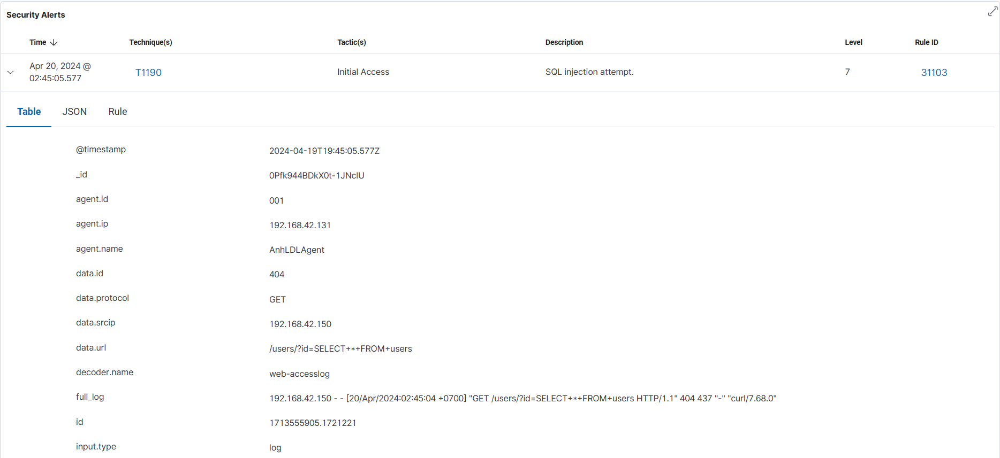 Security Alerts
Time Technique(s) Tactic(s) Description Level Rule ID
Apr 20, 2024 @
02:45:05.577
T1190 Initial Access SQL injection attempt. 7 31103
Table JSON Rule
@timestamp 2024-04-19T19:45:05.577Z
_id 0Pfk944BDkX0t-1JNclU
agent.id 001
agent.ip 192.168.42.131
agent.name AnhLDLAgent
data.id 404
data.protocol GET
data.srcip 192.168.42.150
data.url /users/?id=SELECT+*+FROM+users
decoder.name web-accesslog
full_log 192.168.42.150 - - [20/Apr/2024:02:45:04 +0700] "GET /users/?id=SELECT+*+FROM+users HTTP/1.1" 404 437 "-" "curl/7.68.0"
id 1713555905.1721221
input.type log